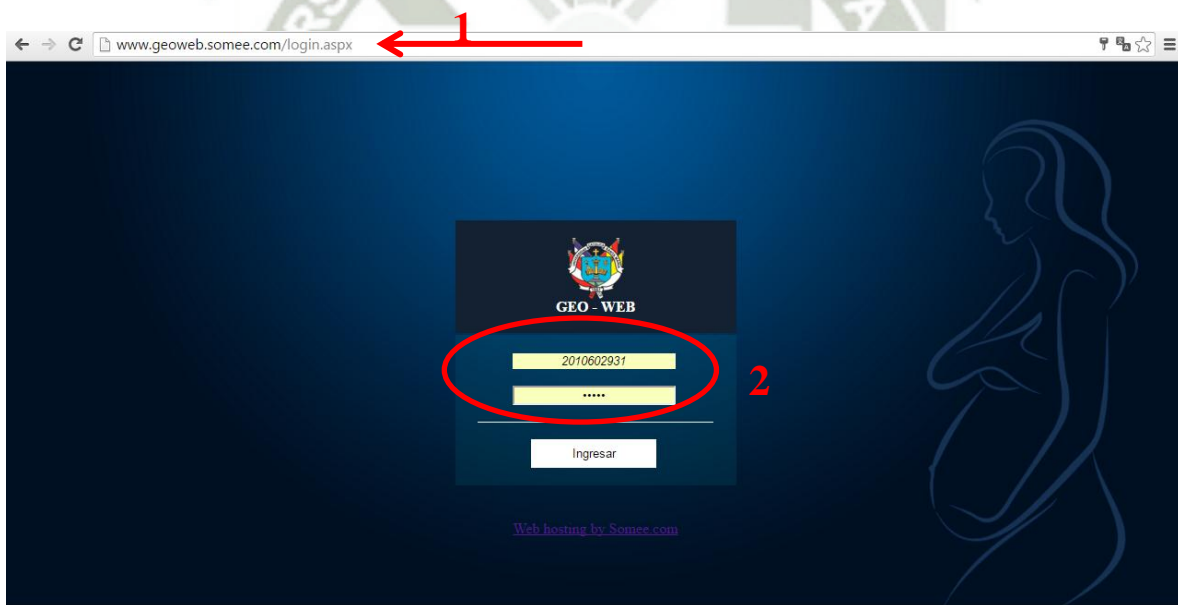 1
www.geoweb.somee.com/login.aspx
GEO - WEB
2010602931
•••••
2
Ingresar
Web hosting by Somee.com